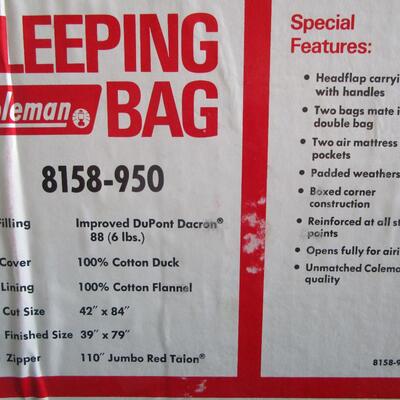 LEEPING
Coleman BAG
8158-950
Filling Improved DuPont Dacron®
88 (6 lbs.)
Cover 100% Cotton Duck
Lining 100% Cotton Flannel
Cut Size 42" x 84"
Finished Size 39" x 79"
Zipper 110" Jumbo Red Talon®
Special
Features:
• Headflap carryi
with handles
• Two bags mate i
double bag
• Two air mattress
pockets
• Padded weathers
• Boxed corner
construction
• Reinforced at all st
points
• Opens fully for airi
• Unmatched Colema
quality
8158-9